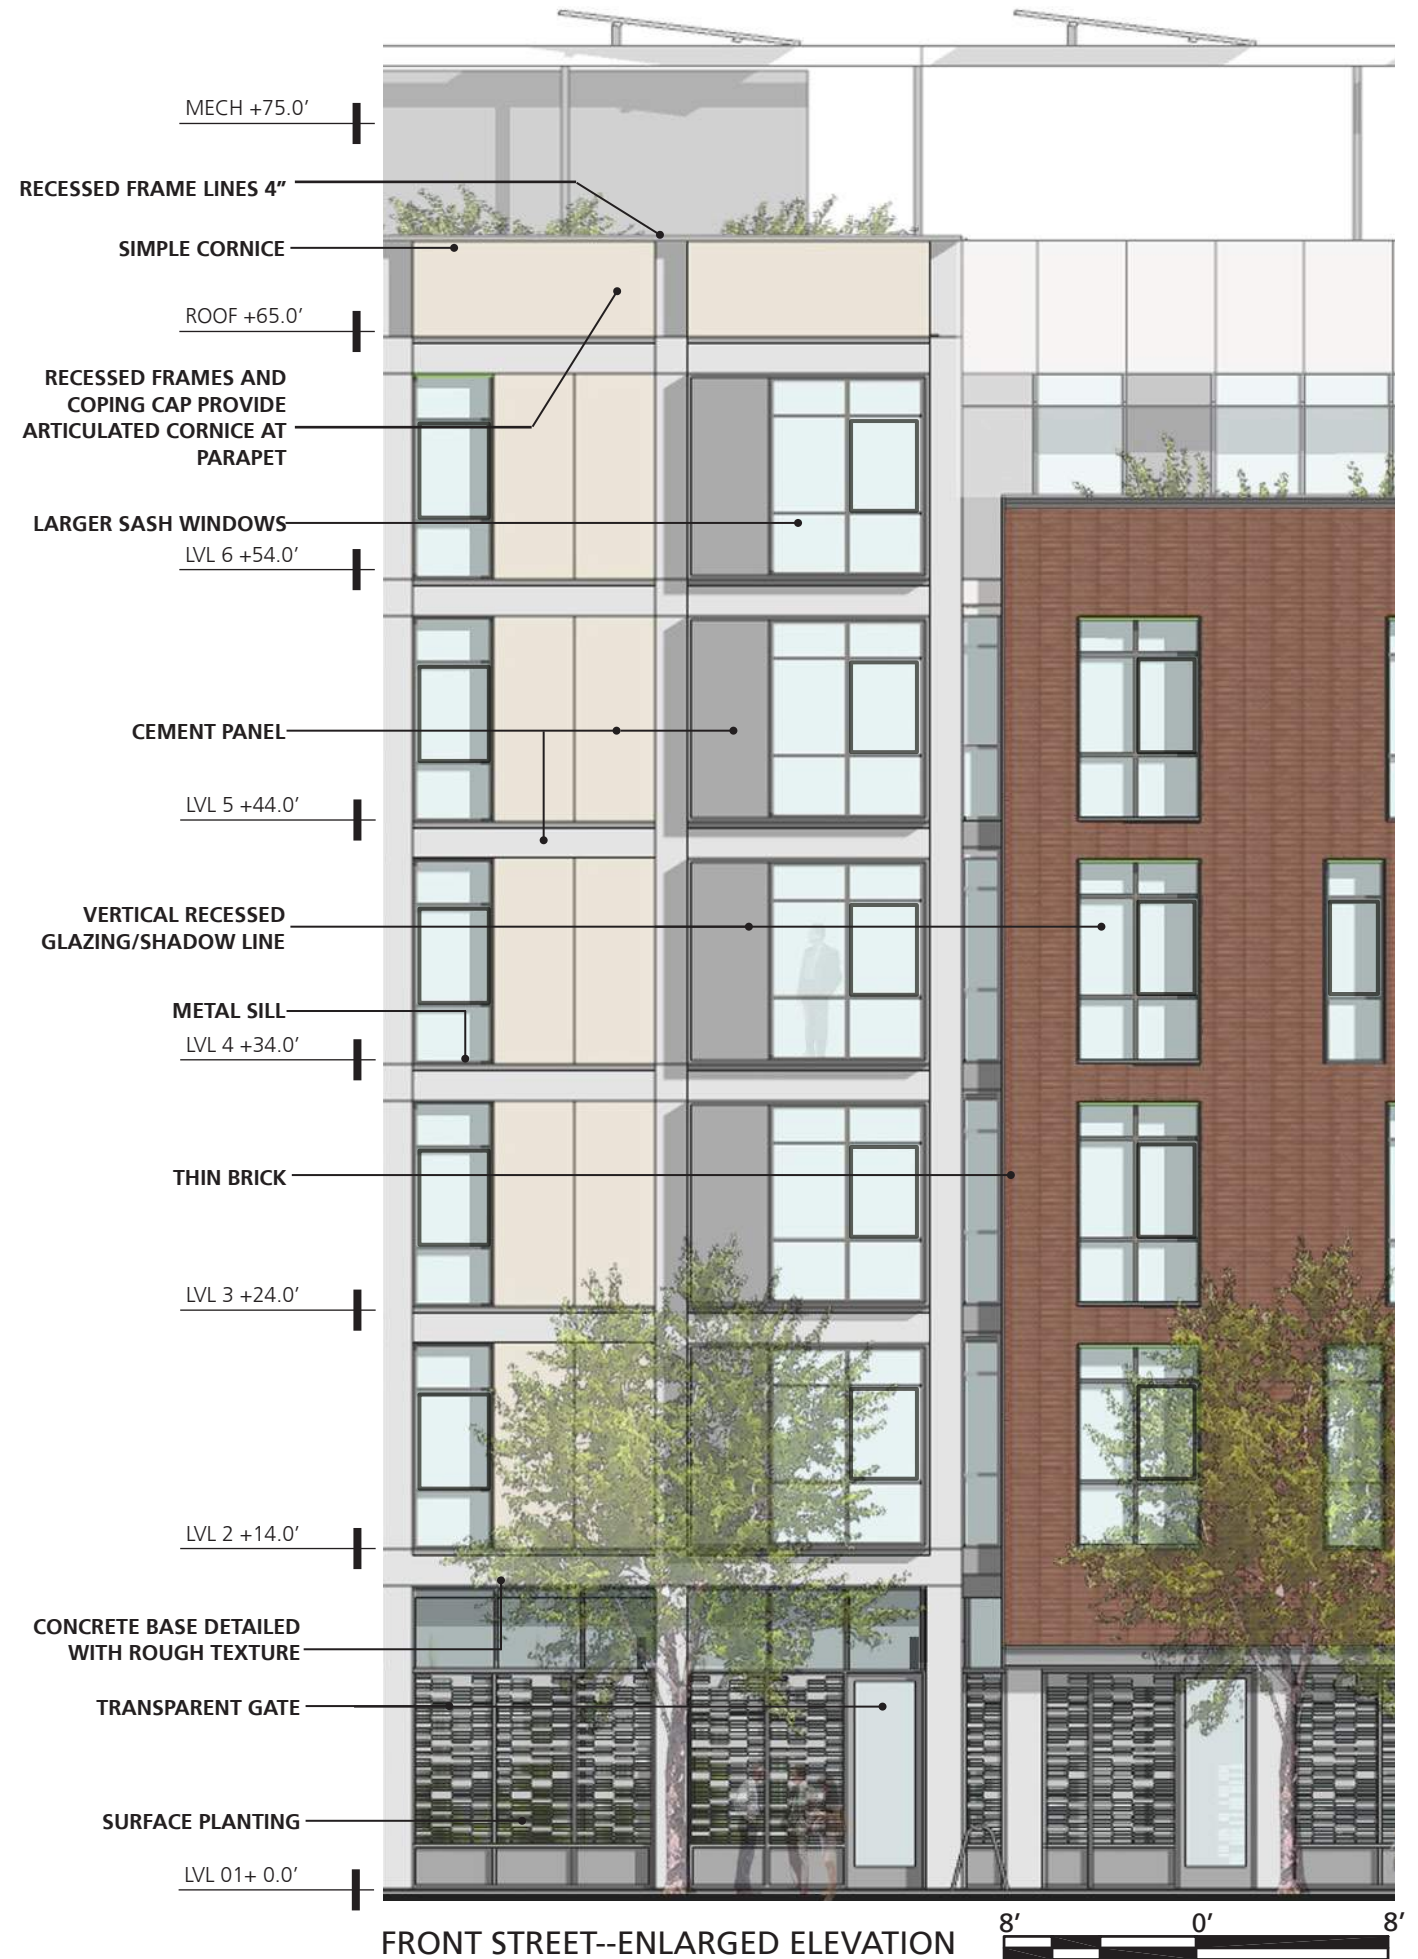 MECH +75.0’
RECESSED FRAME LINES 4”
SIMPLE CORNICE
ROOF +65.0’
RECESSED FRAMES AND
COPING CAP PROVIDE
ARTICULATED CORNICE AT
PARAPET
LARGER SASH WINDOWS
LVL 6 +54.0’
CEMENT PANEL
LVL 5 +44.0’
VERTICAL RECESSED
GLAZING/SHADOW LINE
METAL SILL
LVL 4 +34.0’
THIN BRICK
LVL 3 +24.0’
LVL 2 +14.0’
CONCRETE BASE DETAILED
WITH ROUGH TEXTURE
TRANSPARENT GATE
SURFACE PLANTING
LVL 01+ 0.0’
FRONT STREET--ENLARGED ELEVATION
8’ 0’ 8’